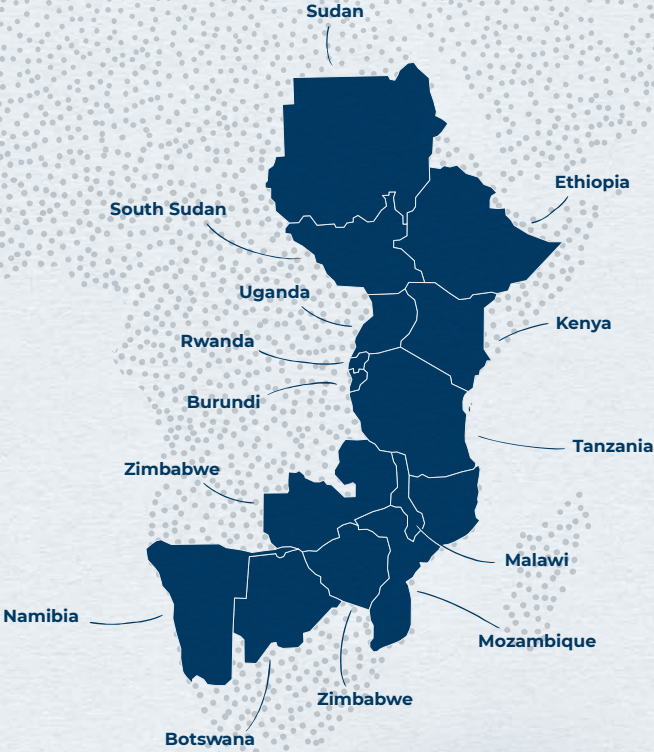 Sudan
Ethiopia
South Sudan
Uganda
Kenya
Rwanda
Burundi
Tanzania
Zimbabwe
Malawi
Namibia
Mozambique
Zimbabwe
Botswana